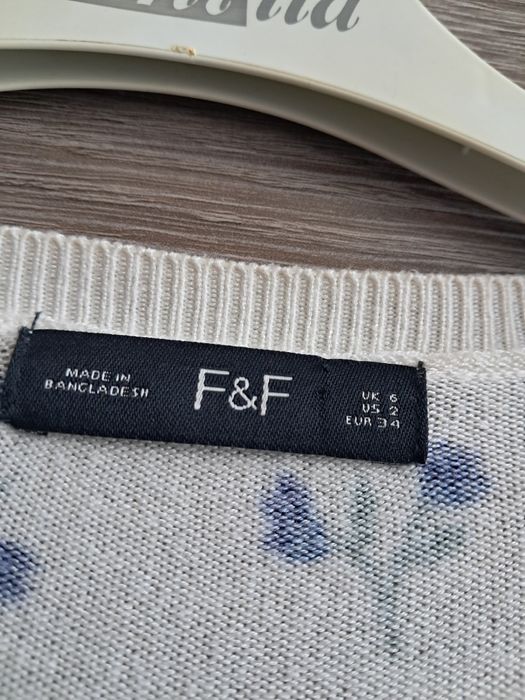 MADE IN
BANGLADESH
F&F
UK 6
US 2
EUR 34